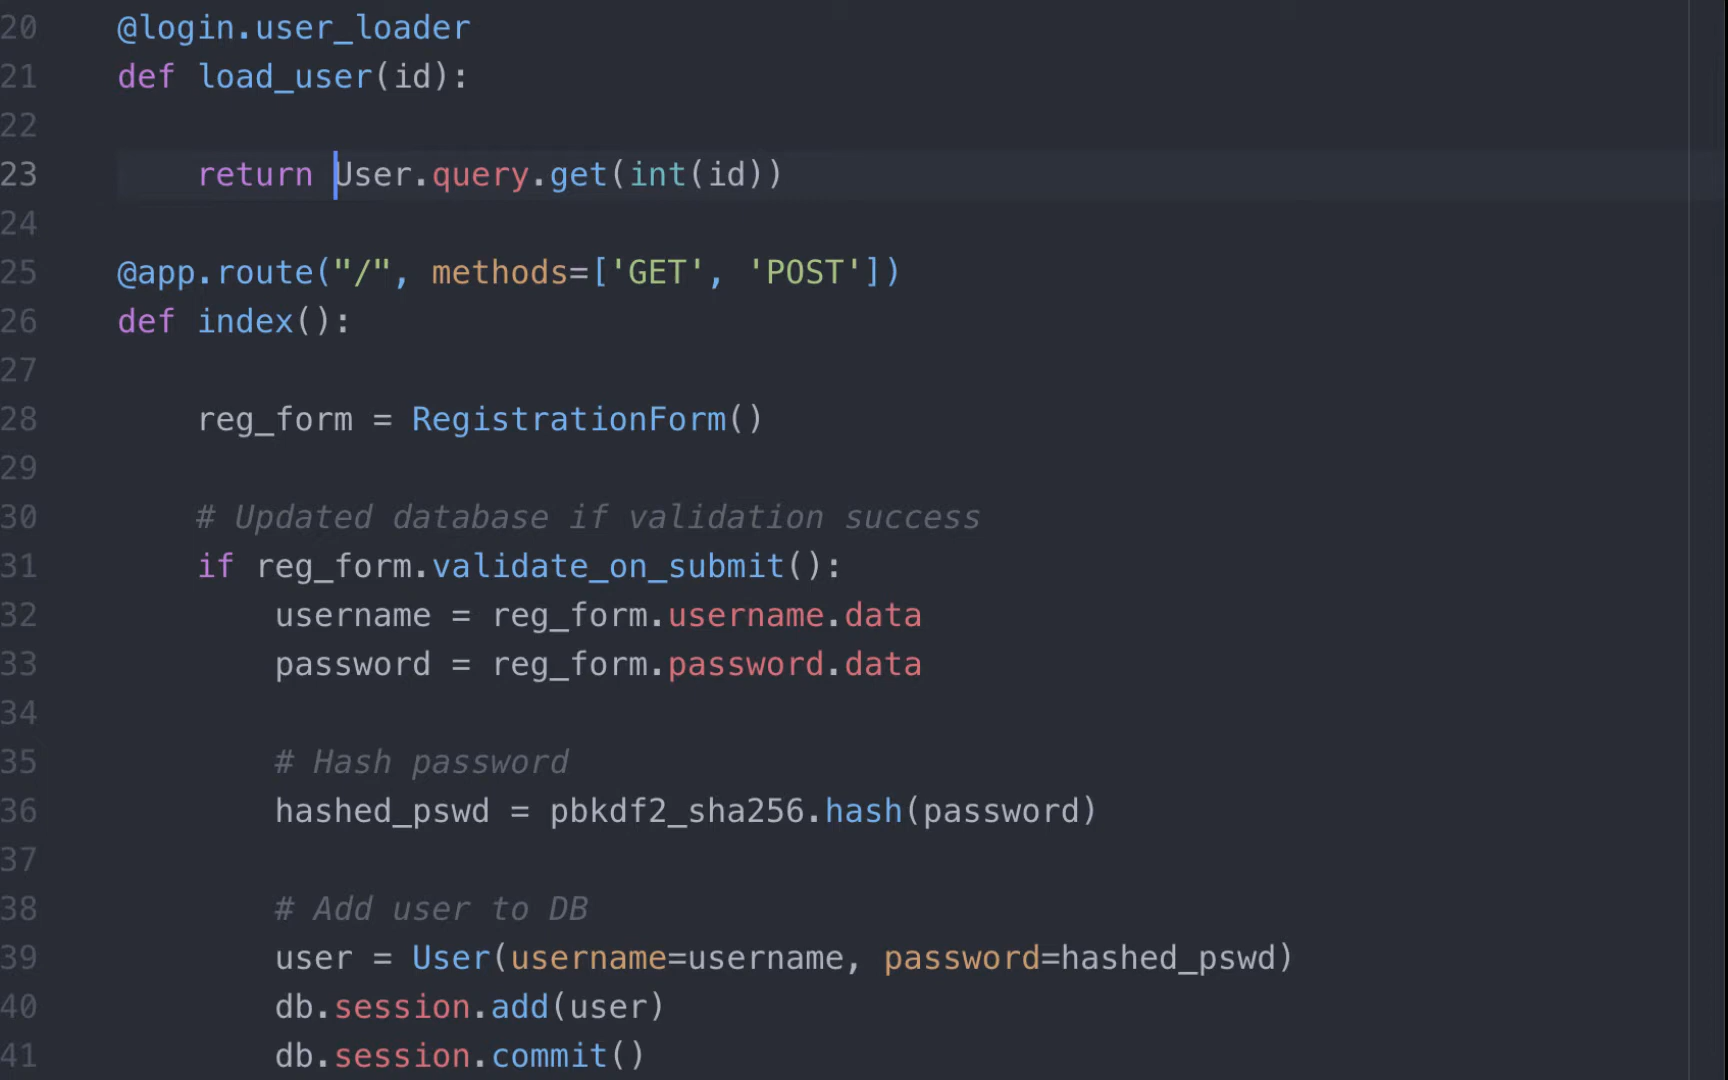 20 @login.user_loader
21 def load_user(id):
22
23 return User.query.get(int(id))
24
25 @app.route("/", methods=['GET', 'POST'])
26 def index():
27
28 reg_form = RegistrationForm()
29
30 # Updated database if validation success
31 if reg_form.validate_on_submit():
32 username = reg_form.username.data
33 password = reg_form.password.data
34
35 # Hash password
36 hashed_pswd = pbkdf2_sha256.hash(password)
37
38 # Add user to DB
39 user = User(username=username, password=hashed_pswd)
40 db.session.add(user)
41 db.session.commit()